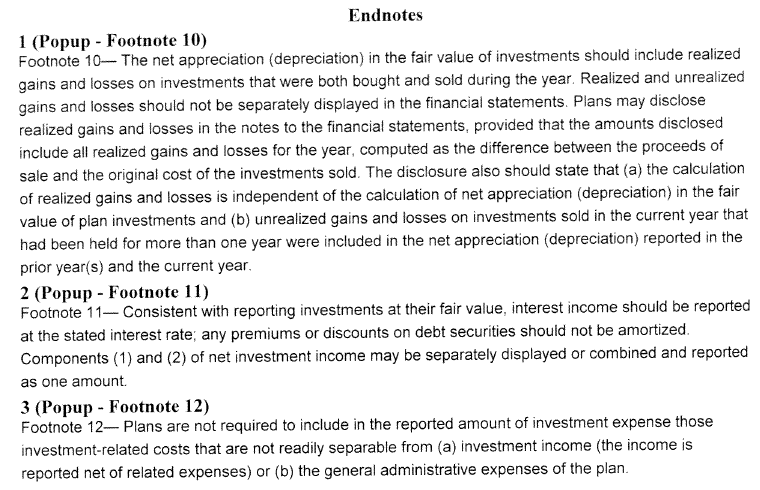 Endnotes
1 (Popup - Footnote 10)
Footnote 10— The net appreciation (depreciation) in the fair value of investments should include realized
gains and losses on investments that were both bought and sold during the year. Realized and unrealized
gains and losses should not be separately displayed in the financial statements. Plans may disclose
realized gains and losses in the notes to the financial statements, provided that the amounts disclosed
include all realized gains and losses for the year, computed as the difference between the proceeds of
sale and the original cost of the investments sold. The disclosure also should state that (a) the calculation
of realized gains and losses is independent of the calculation of net appreciation (depreciation) in the fair
value of plan investments and (b) unrealized gains and losses on investments sold in the current year that
had been held for more than one year were included in the net appreciation (depreciation) reported in the
prior year(s) and the current year.
2 (Popup - Footnote 11)
Footnote 11— Consistent with reporting investments at their fair value, interest income should be reported
at the stated interest rate; any premiums or discounts on debt securities should not be amortized.
Components (1) and (2) of net investment income may be separately displayed or combined and reported
as one amount.
3 (Popup - Footnote 12)
Footnote 12— Plans are not required to include in the reported amount of investment expense those
investment-related costs that are not readily separable from (a) investment income (the income is
reported net of related expenses) or (b) the general administrative expenses of the plan.